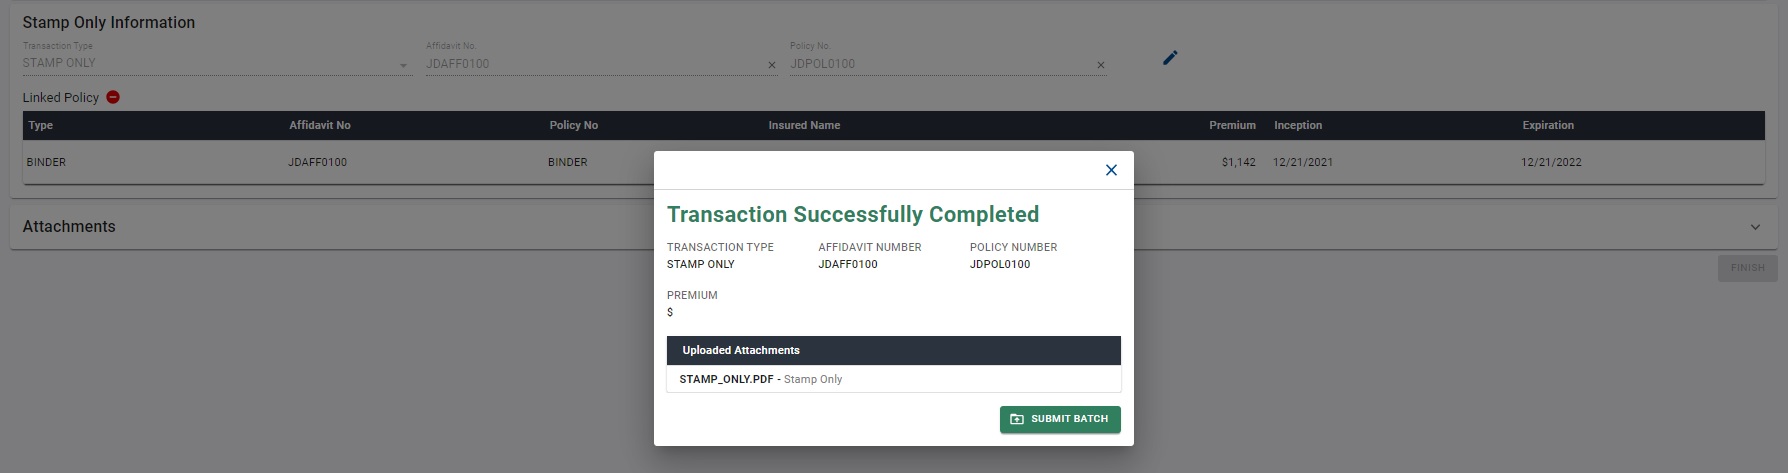 Stamp Only Information
Transaction Type Affidavit No. Policy No.
STAMP ONLY JDAFF0100 JDPOL0100
Linked Policy
Type Affidavit No Policy No Insured Name Premium Inception Expiration
BINDER JDAFF0100 BINDER $1,142 12/21/2021 12/21/2022
Attachments
FINISH
Transaction Successfully Completed
TRANSACTION TYPE AFFIDAVIT NUMBER POLICY NUMBER
STAMP ONLY JDAFF0100 JDPOL0100
PREMIUM
$
Uploaded Attachments
STAMP_ONLY.PDF - Stamp Only
SUBMIT BATCH